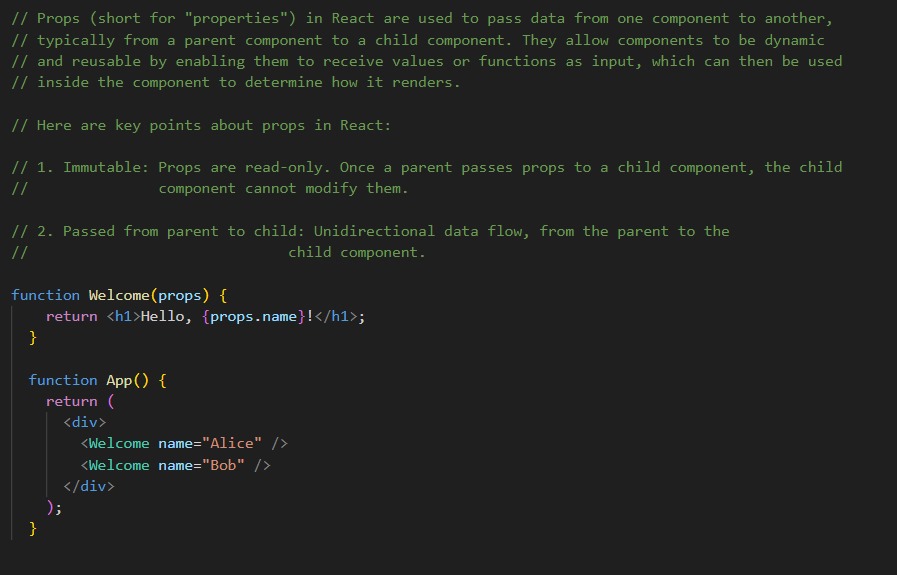 // Props (short for "properties") in React are used to pass data from one component to another,
// typically from a parent component to a child component. They allow components to be dynamic
// and reusable by enabling them to receive values or functions as input, which can then be used
// inside the component to determine how it renders.

// Here are key points about props in React:

// 1. Immutable: Props are read-only. Once a parent passes props to a child component, the child
//               component cannot modify them.

// 2. Passed from parent to child: Unidirectional data flow, from the parent to the
//                              child component.

function Welcome(props) {
    return <h1>Hello, {props.name}!</h1>;
  }

  function App() {
    return (
      <div>
        <Welcome name="Alice" />
        <Welcome name="Bob" />
      </div>
    );
  }